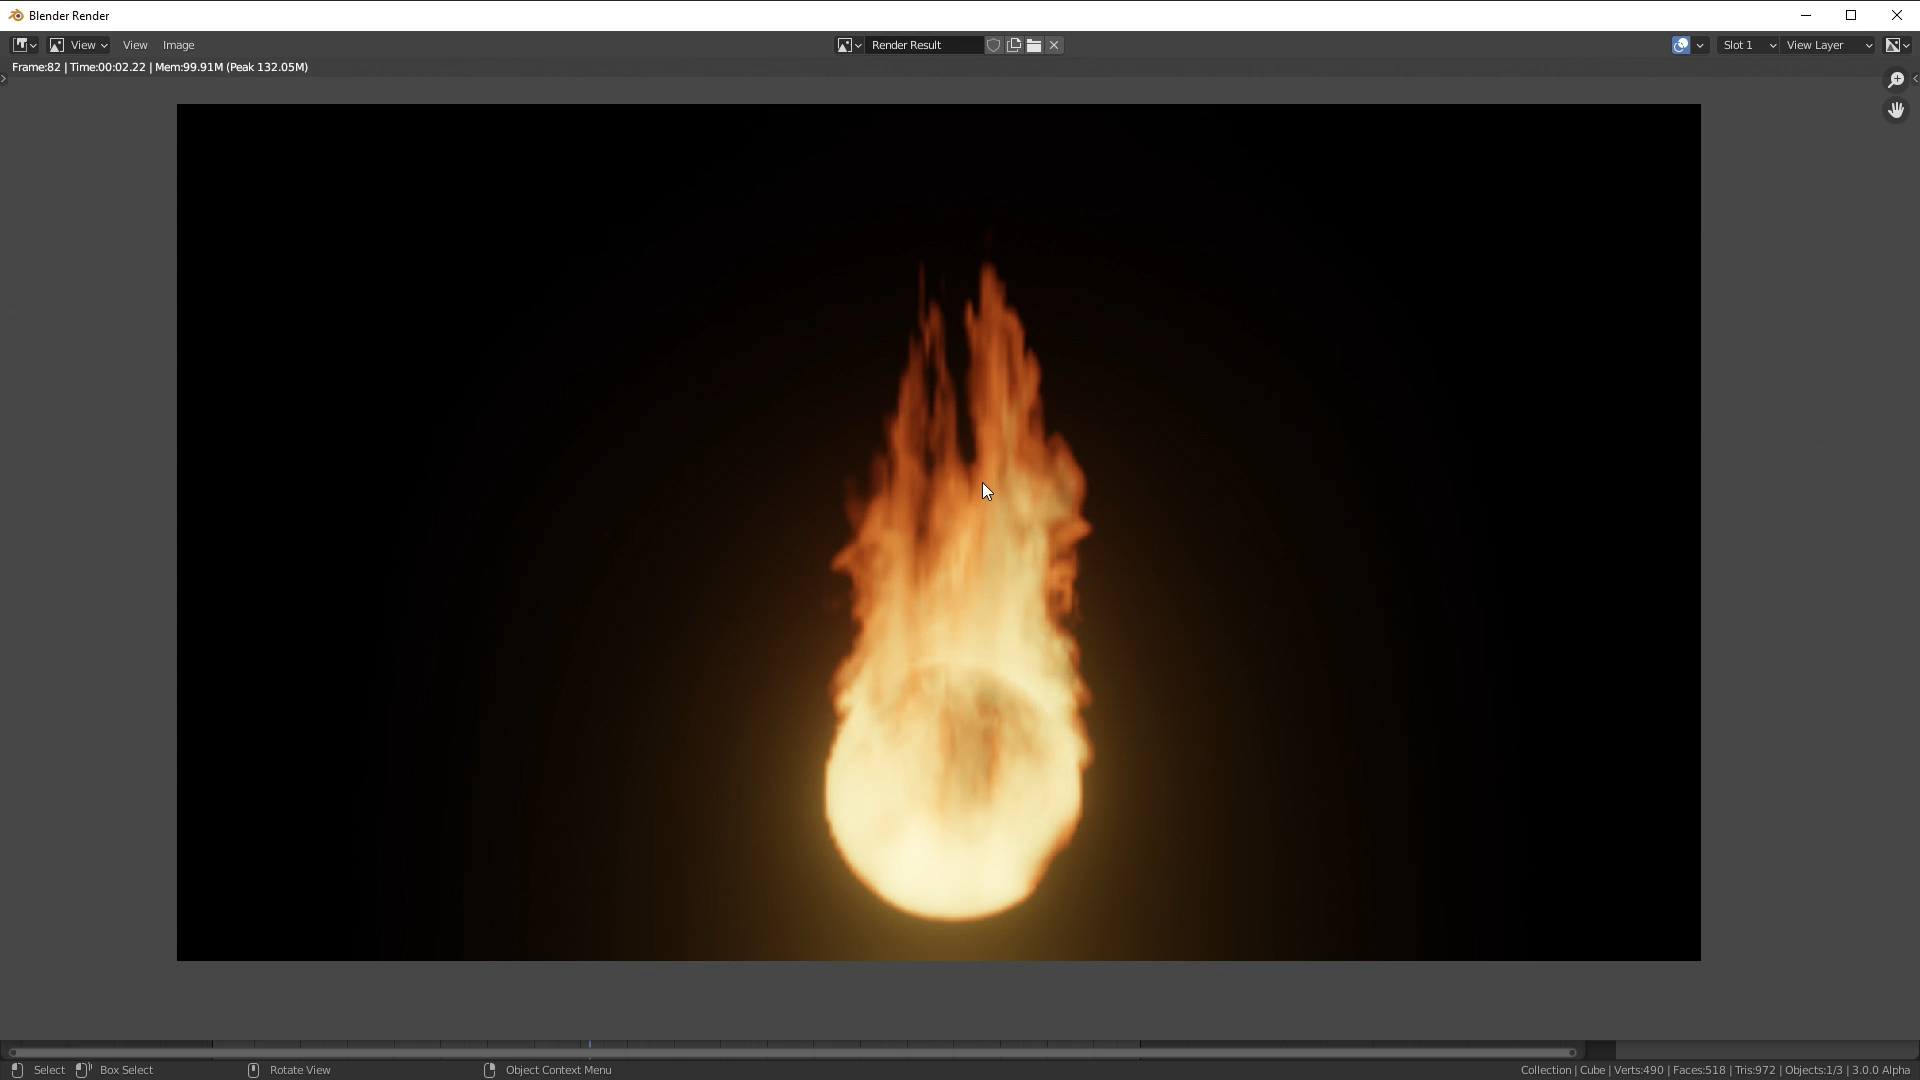 Blender Render
View View Image Render Result Slot 1 View Layer
Frame:82 | Time:00:02.22 | Mem:99.91M (Peak 132.05M)
Select Box Select Rotate View Object Context Menu Collection | Cube | Verts:490 | Faces:518 | Tris:972 | Objects:1/3 | 3.0.0 Alpha